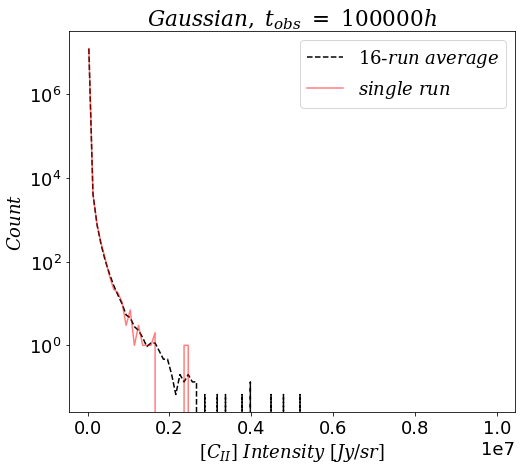 Gaussian, t_obs = 100000h
16-run average
single run
10^6
10^4
10^2
10^0
Count
0.0 0.2 0.4 0.6 0.8 1.0
1e7
[C_II] Intensity [Jy/sr]